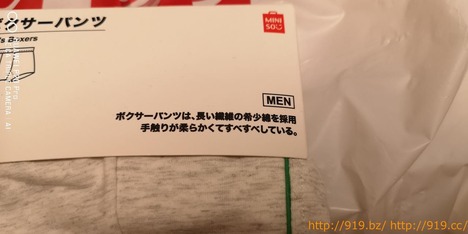 ボクサーパンツ
MINI
SO
's Boxers
MEN
ボクサーパンツは、長い繊維の希少綿を採用
手触りが柔らかくてすべすべしている。
http://919.bz/ http://919.cc/